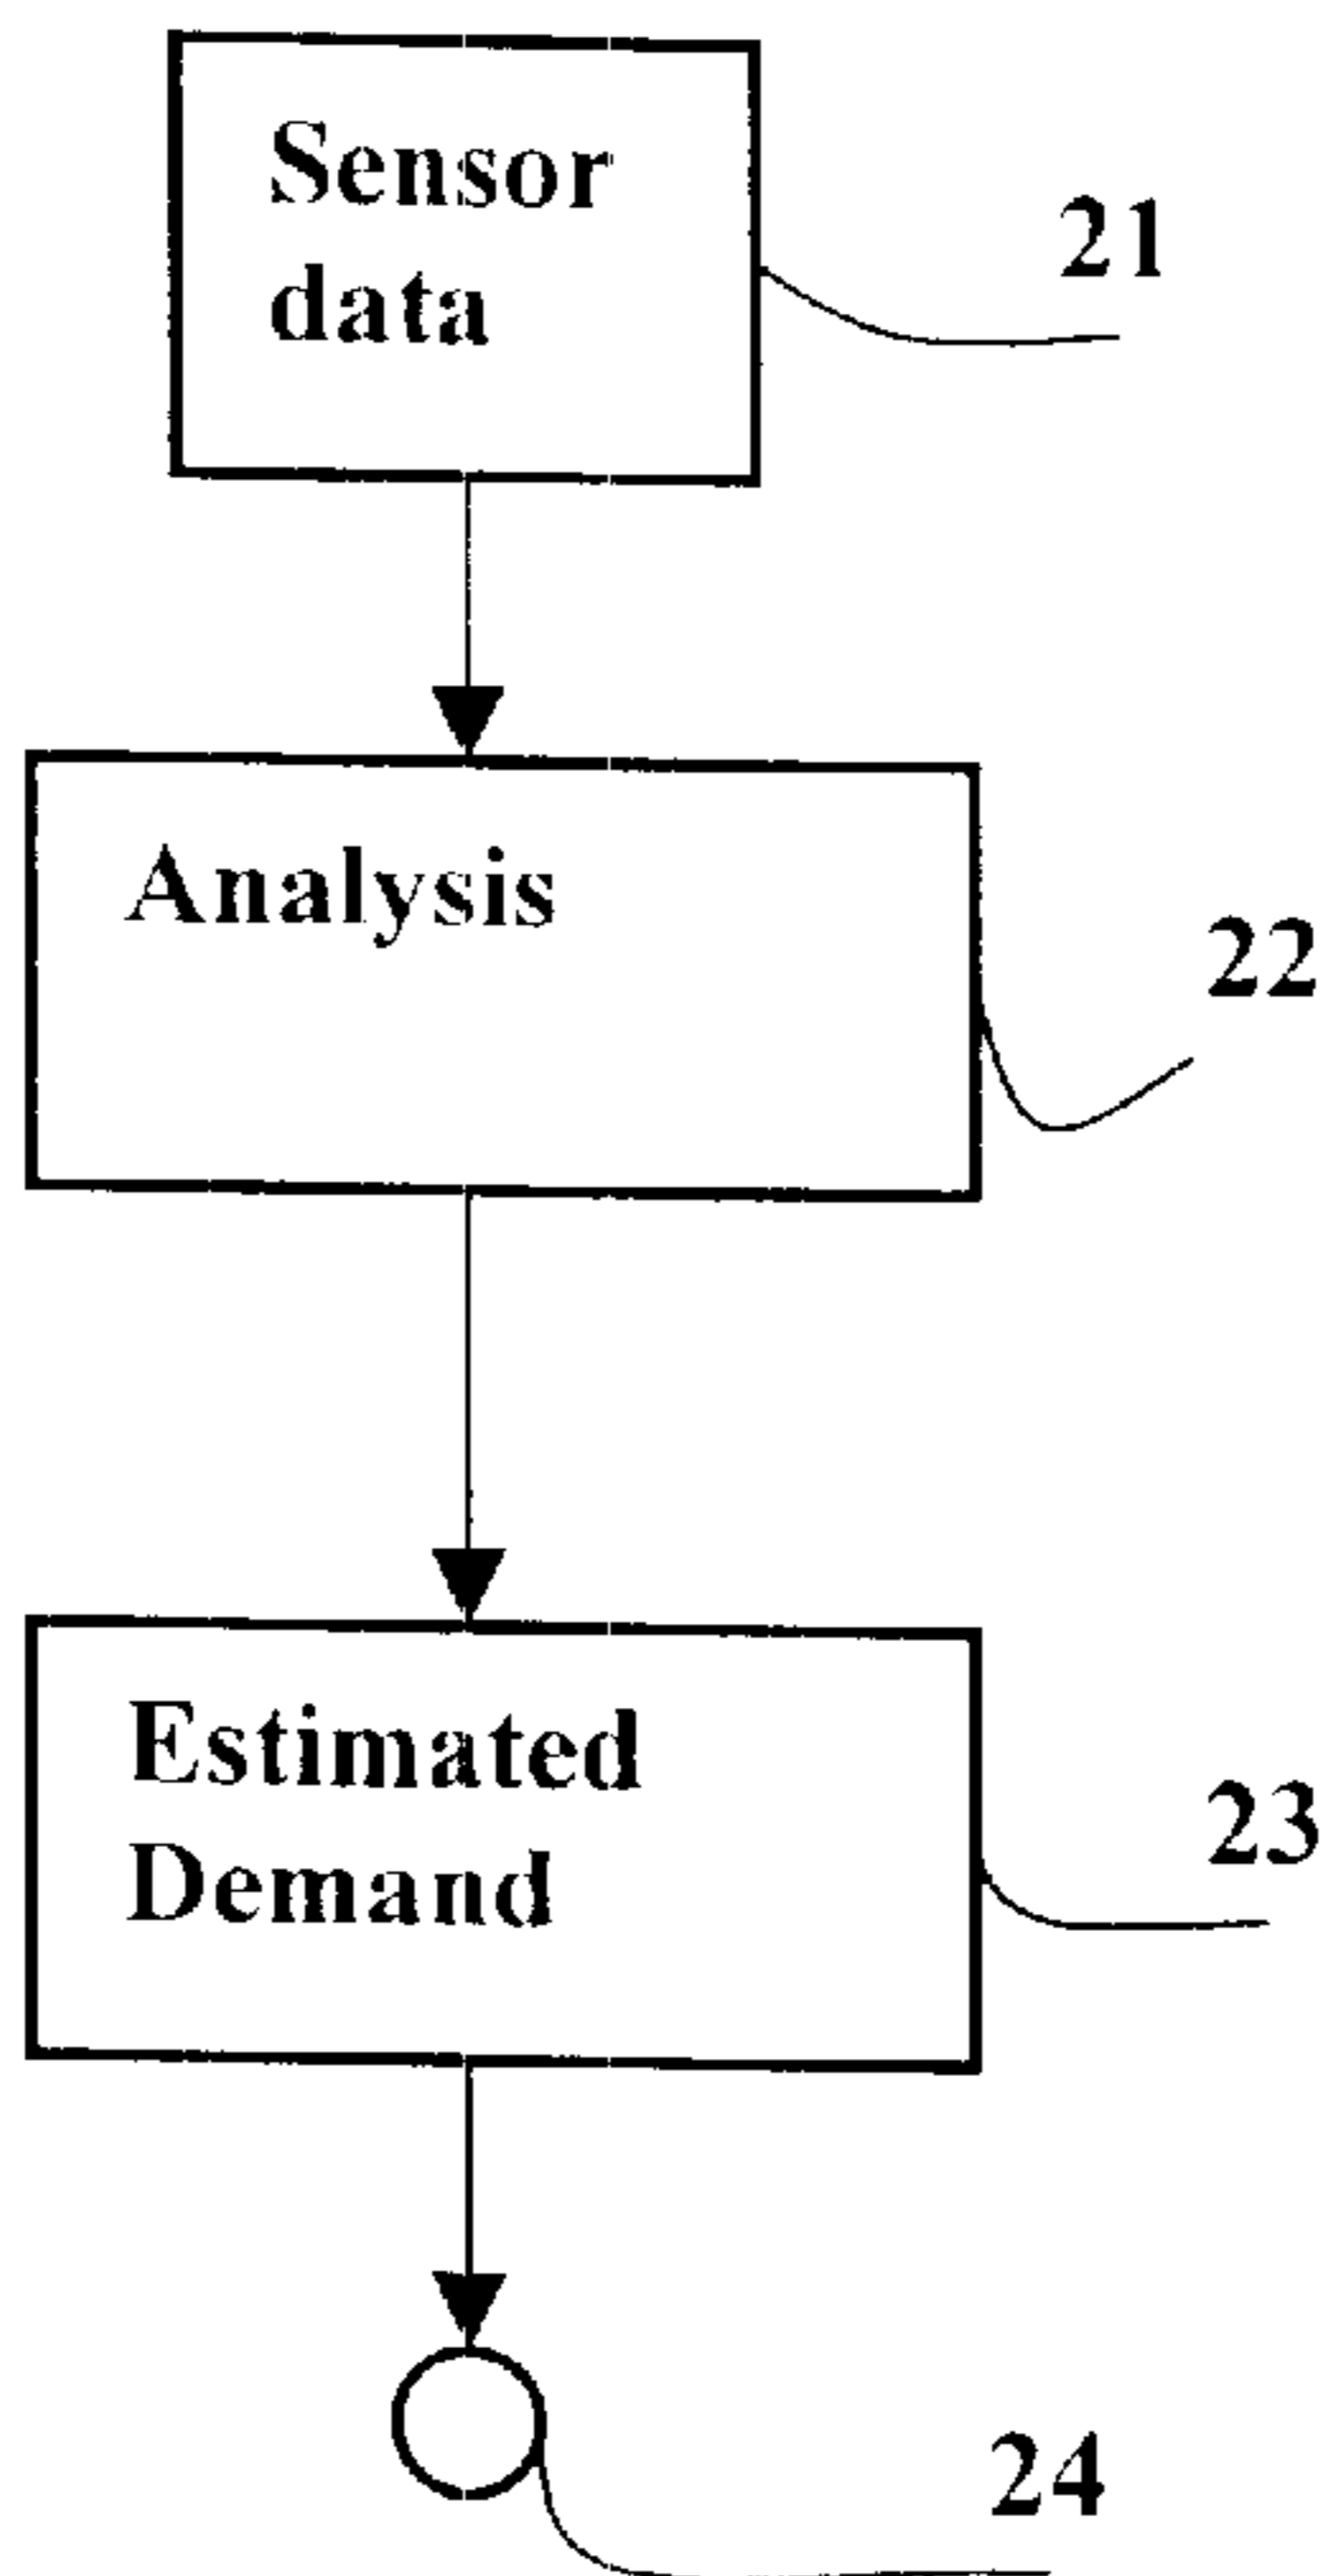 Sensor
data
21
Analysis
22
Estimated
Demand
23
24